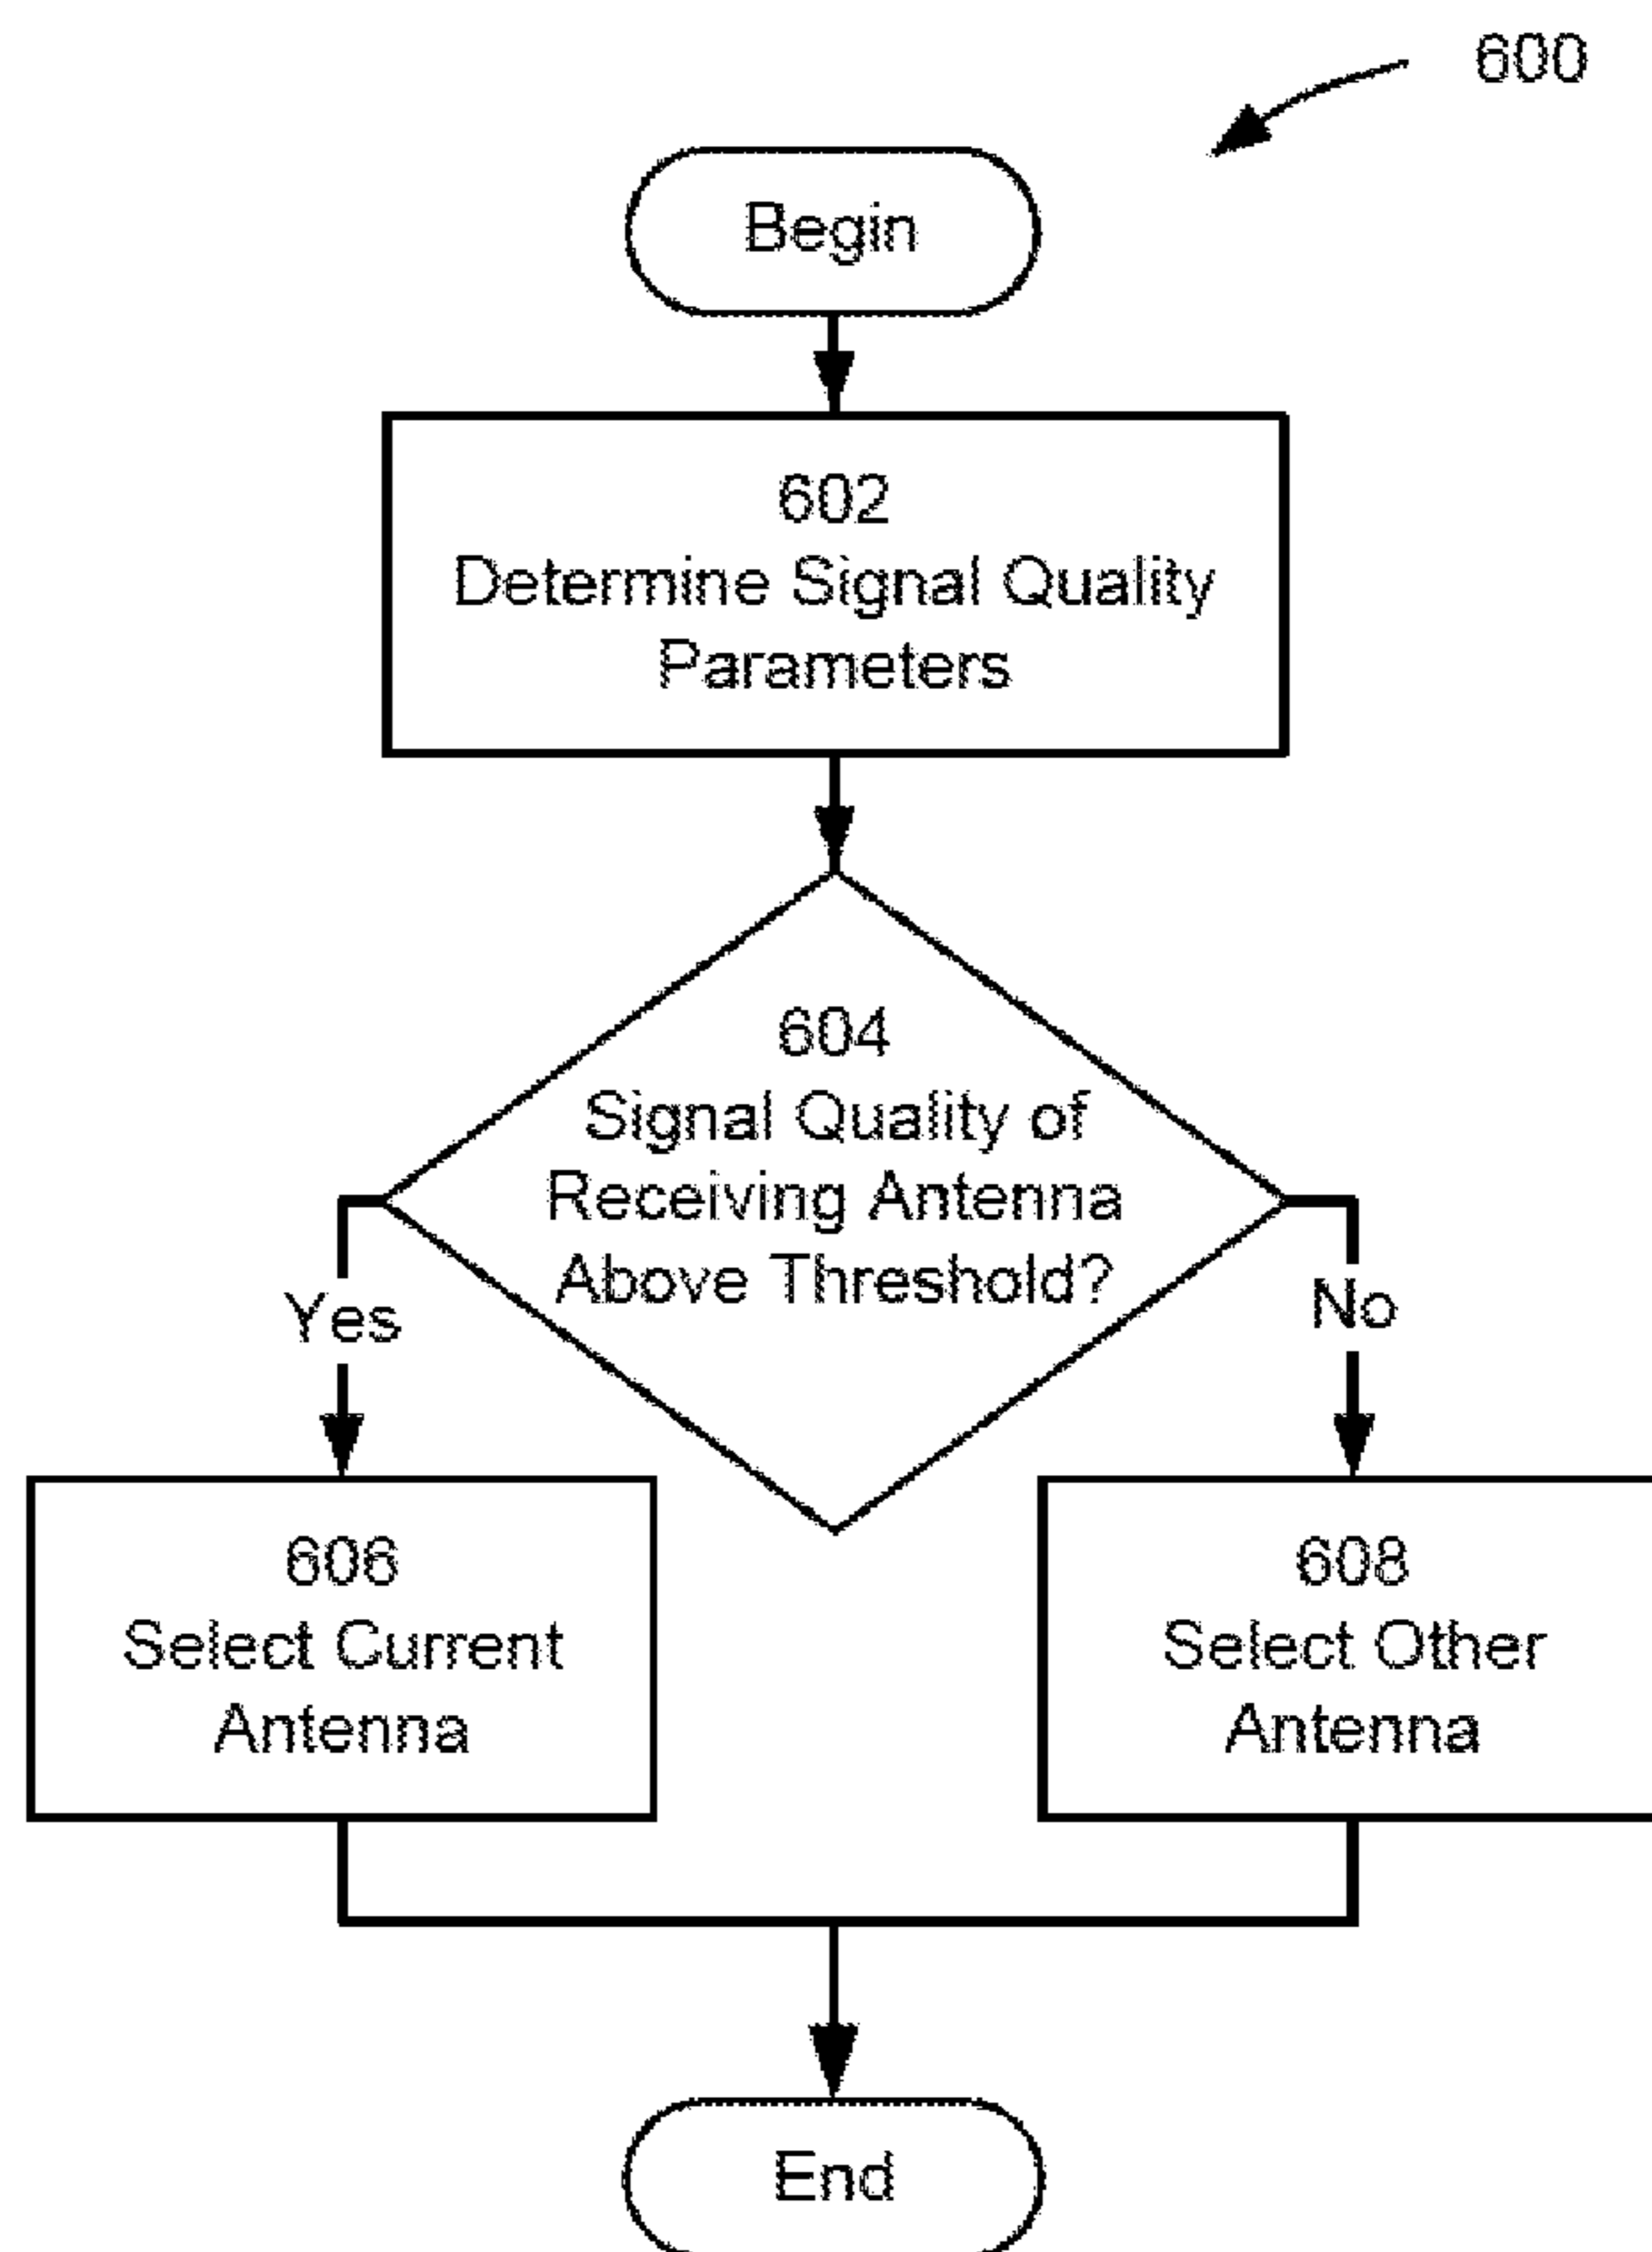 600
Begin
602
Determine Signal Quality
Parameters
604
Signal Quality of
Receiving Antenna
Above Threshold?
Yes
No
606
Select Current
Antenna
608
Select Other
Antenna
End